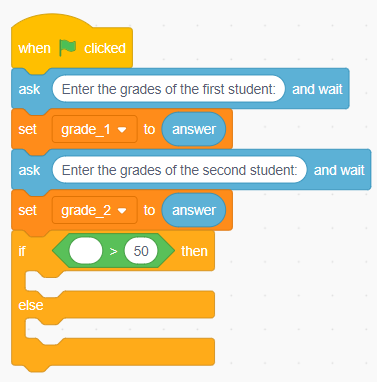 when clicked
ask Enter the grades of the first student: and wait
set grade_1 to answer
ask Enter the grades of the second student: and wait
set grade_2 to answer
if > 50 then
else